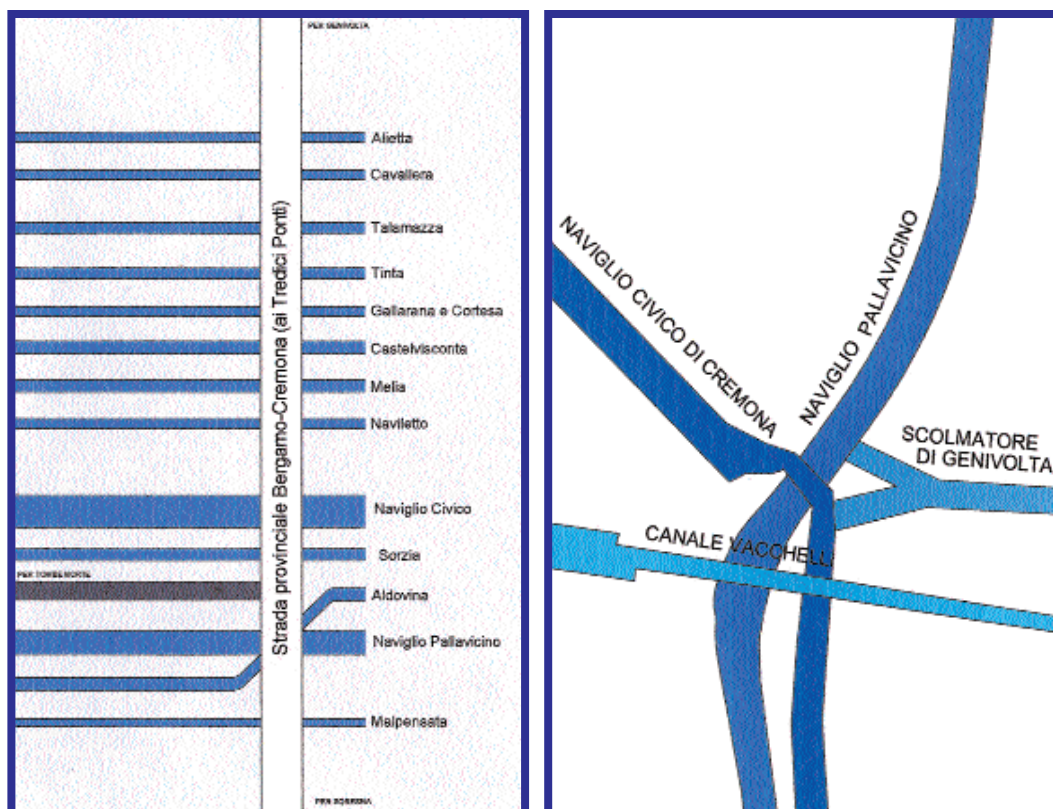 PER GENIVOLTA
Alietta
Cavallera
Talamazza
Tinta
Gallarana e Cortesa
Castelvisconta
Melia
Naviletto
Naviglio Civico
Sorzia
PER TOMBE MORTE
Aldovina
Naviglio Pallavicino
Malpensata
PER SORESINA
Strada provinciale Bergamo-Cremona (ai Tredici Ponti)
NAVIGLIO CIVICO DI CREMONA
NAVIGLIO PALLAVICINO
SCOLMATORE
DI GENIVOLTA
CANALE VACCHELLI